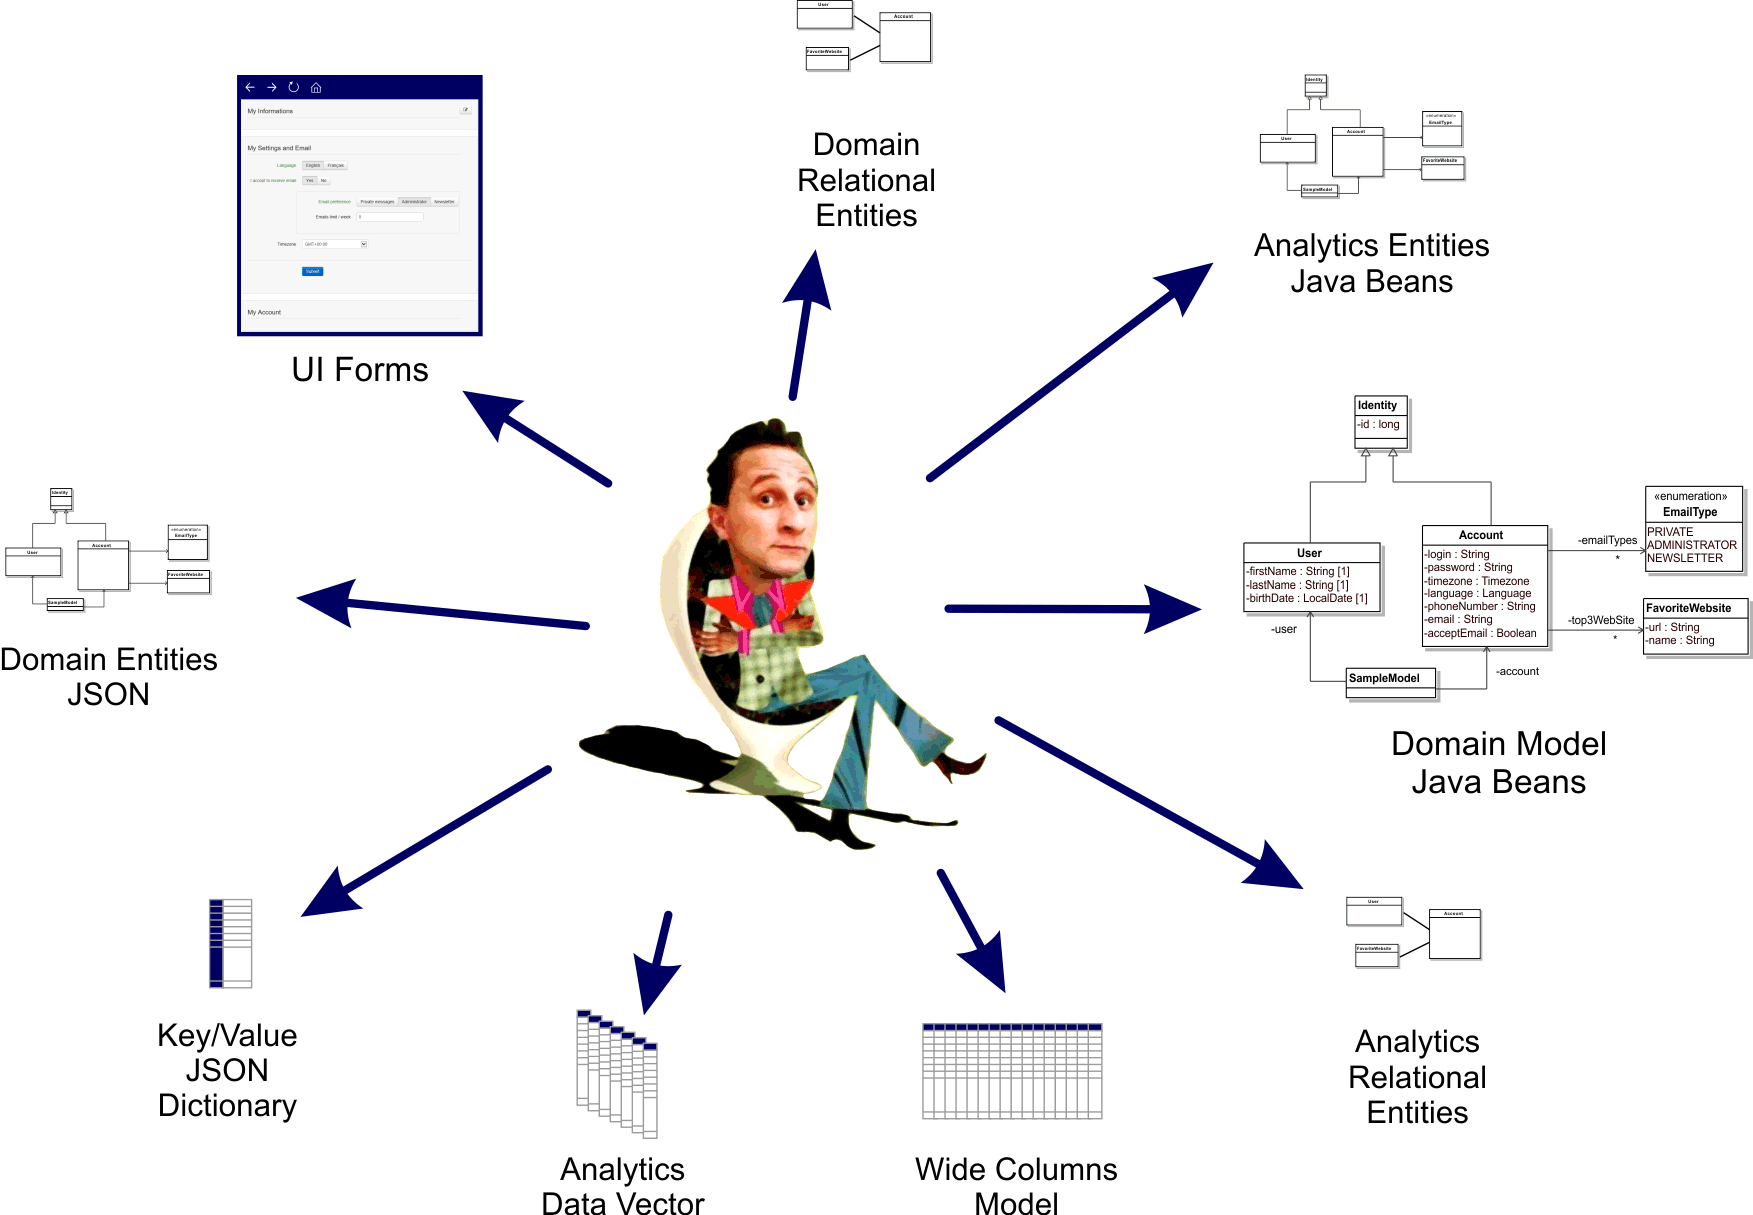 User
Account
FavoriteWebsite
Domain
Relational
Entities
My Informations
My Settings and Email
Language
English
Français
I accept to receive email
Yes
No
Email preference
Private messages
Administrator
Newsletter
Emails limit / week
Timezone
GMT+00:00
Submit
My Account
UI Forms
Identity
User
Account
«enumeration»
EmailType
FavoriteWebsite
SampleModel
Analytics Entities
Java Beans
Identity
-id : long
User
-firstName : String [1]
-lastName : String [1]
-birthDate : LocalDate [1]
Account
-login : String
-password : String
-timezone : Timezone
-language : Language
-phoneNumber : String
-email : String
-acceptEmail : Boolean
«enumeration»
EmailType
PRIVATE
ADMINISTRATOR
NEWSLETTER
-emailTypes
*
FavoriteWebsite
-url : String
-name : String
-top3WebSite
*
-user
SampleModel
-account
Domain Model
Java Beans
Identity
User
Account
«enumeration»
EmailType
FavoriteWebsite
SampleModel
Domain Entities
JSON
Key/Value
JSON
Dictionary
Analytics
Data Vector
Wide Columns
Model
User
Account
FavoriteWebsite
Analytics
Relational
Entities